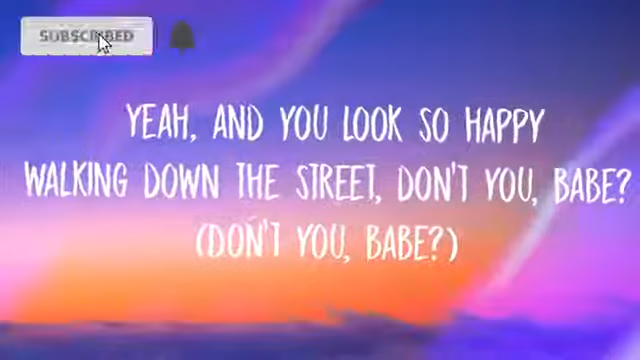 SUBSCRIBED
YEAH, AND YOU LOOK SO HAPPY
WALKING DOWN THE STREET, DON'T YOU, BABE?
(DON'T YOU, BABE?)